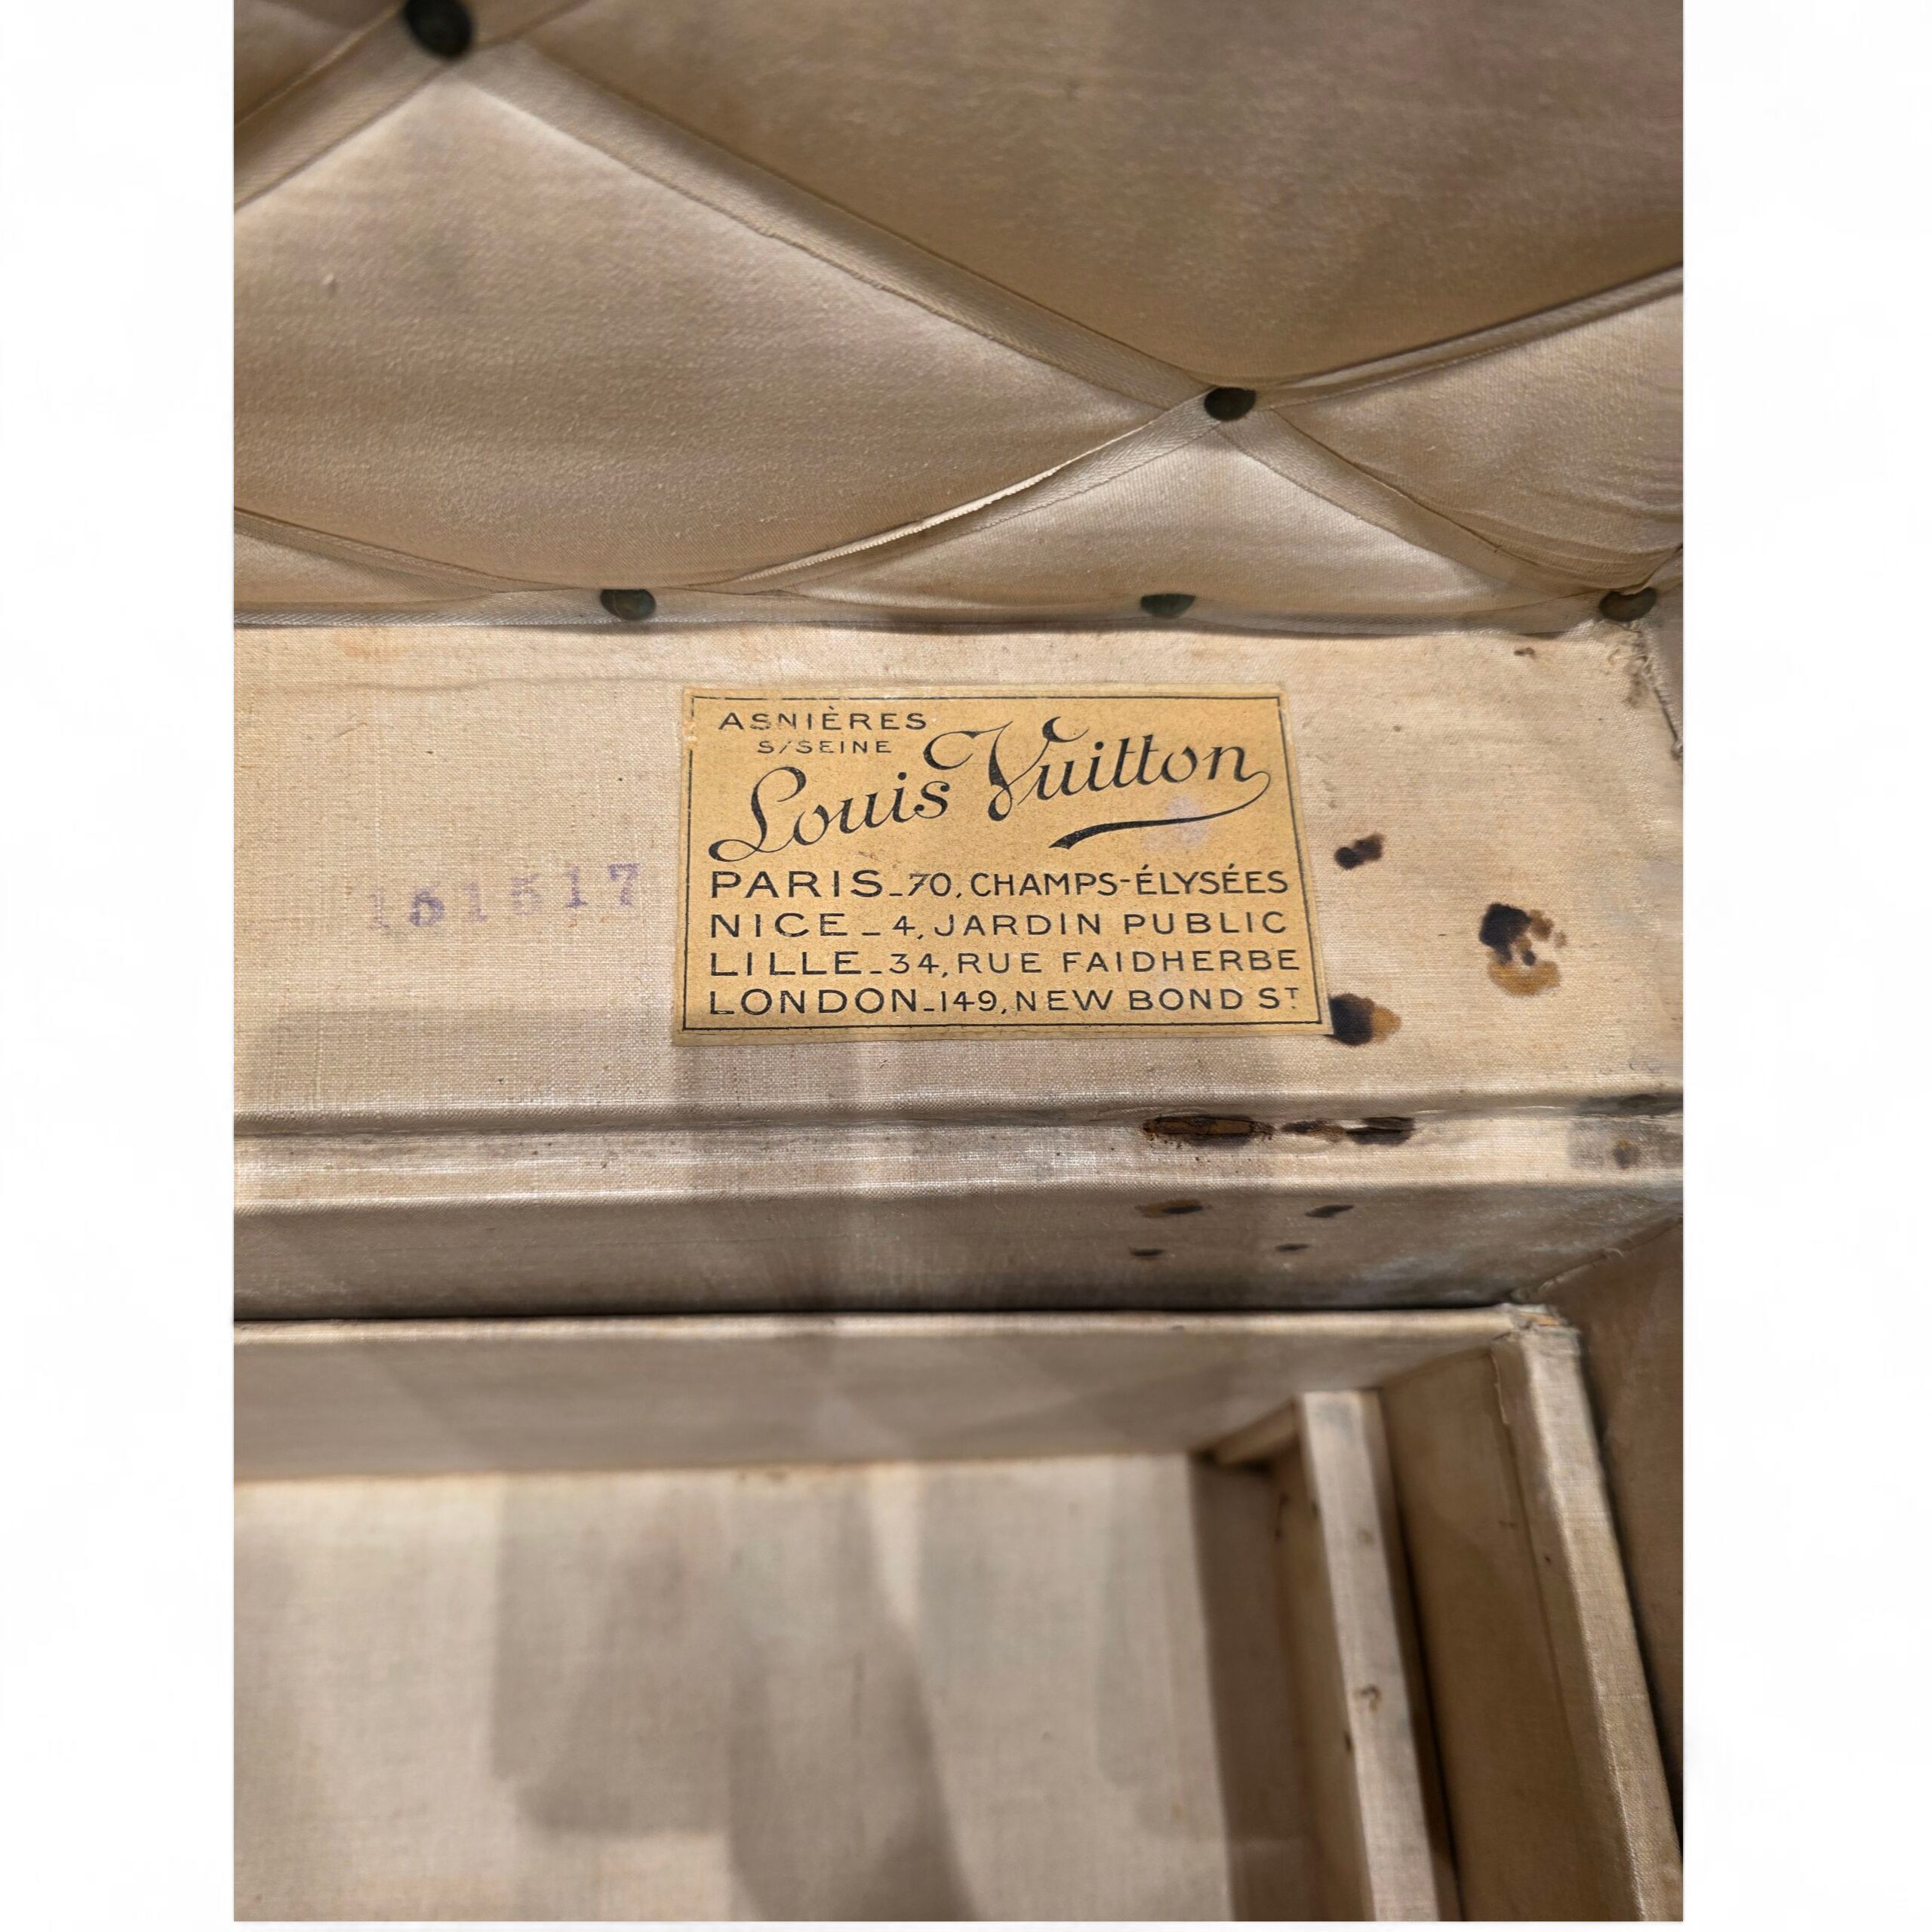 ASNIÈRES
S/SEINE
Louis Vuitton
151517
PARIS_70, CHAMPS-ÉLYSÉES
NICE_4, JARDIN PUBLIC
LILLE_34, RUE FAIDHERBE
LONDON_149, NEW BOND ST